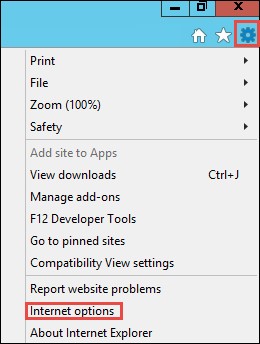 Print
File
Zoom (100%)
Safety
Add site to Apps
View downloads Ctrl+J
Manage add-ons
F12 Developer Tools
Go to pinned sites
Compatibility View settings
Report website problems
Internet options
About Internet Explorer